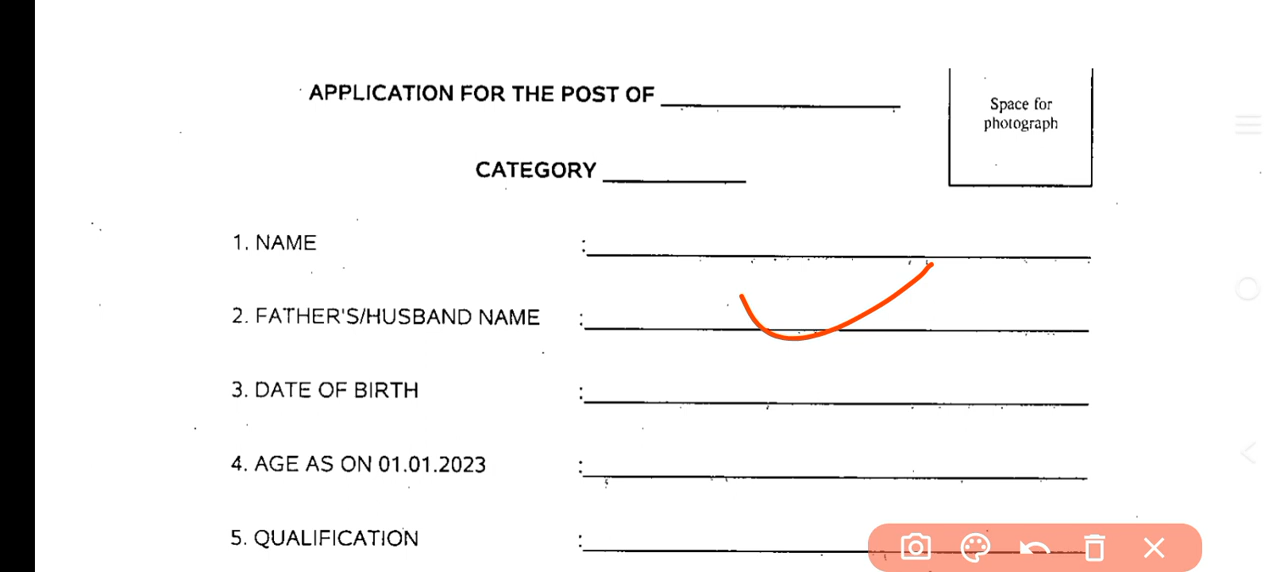 APPLICATION FOR THE POST OF
Space for
photograph
CATEGORY
1. NAME :
2. FATHER'S/HUSBAND NAME :
3. DATE OF BIRTH :
4. AGE AS ON 01.01.2023 :
5. QUALIFICATION :